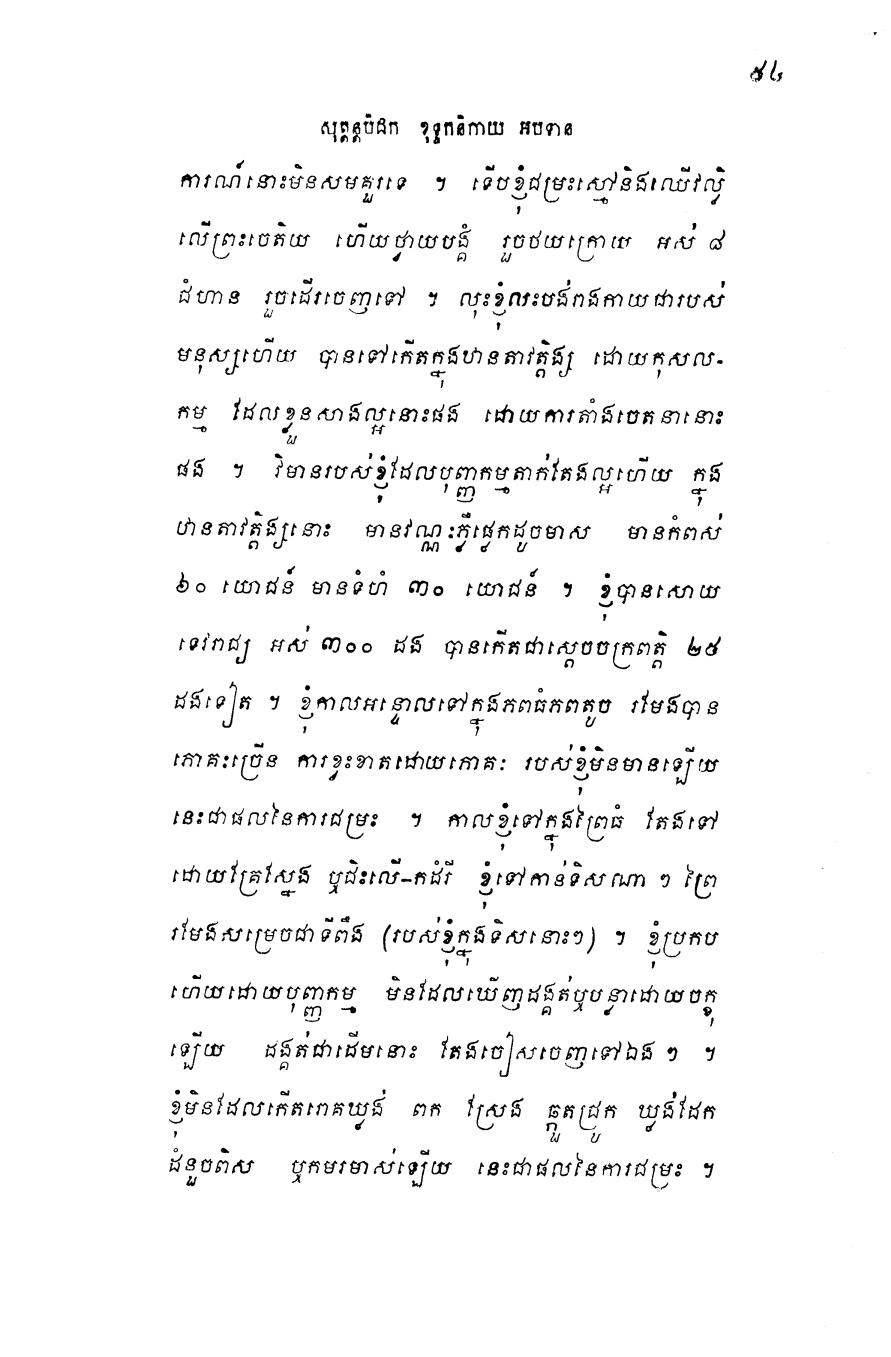 ៩៤
សុត្តន្តបិដក ខុទ្ទកនិកាយ អបទាន
ការណ៍នោះមិនសមគួរទេ ។ ទើបខ្ញុំជម្រះស្មៅនិងឈើវល្លិ
លើព្រះចេតិយ ហើយថ្វាយបង្គំ រួចថយក្រោយ អស់ ៨
ជំហាន រួចដើរចេញទៅ ។ លុះខ្ញុំលះបង់រាងកាយជារបស់
មនុស្សហើយ បានទៅកើតក្នុងឋានតាវត្តិង្ស ដោយកុសល-
កម្ម ដែលខ្លួនសាងល្អនោះផង ដោយការតាំងចេតនានោះ
ផង ។ វិមានរបស់ខ្ញុំដែលបុញ្ញកម្មតាក់តែងល្អហើយ ក្នុង
ឋានតាវត្តិង្សនោះ មានវណ្ណៈភ្លឺផ្លេកដូចមាស មានកំពស់
៦០ យោជន៍ មានទំហំ ៣០ យោជន៍ ។ ខ្ញុំបានសោយ
ទេវរាជ្យ អស់ ៣០០ ដង បានកើតជាស្តេចចក្រពត្តិ ២៥
ដងទៀត ។ ខ្ញុំកាលអន្ទោលទៅក្នុងភពធំភពតូច រមែងបាន
ភោគៈច្រើន ការខ្វះខាតដោយភោគៈ របស់ខ្ញុំមិនមានឡើយ
នេះជាផលនៃការជម្រះ ។ កាលខ្ញុំទៅក្នុងព្រៃធំ តែងទៅ
ដោយគ្រែស្នែង ឬជិះលើ-កដំរី ខ្ញុំទៅកាន់ទិសណា ៗ ព្រៃ
រមែងសម្រេចជាទីពឹង (របស់ខ្ញុំក្នុងទិសនោះៗ) ។ ខ្ញុំប្រកប
ហើយដោយបុញ្ញកម្ម មិនដែលឃើញដង្គត់ឬបន្លាដោយចក្ខុ
ឡើយ ដង្គត់ជាដើមនោះ តែងចៀសចេញទៅឯង ៗ ។
ខ្ញុំមិនដែលកើតរោគឃ្លង់ ពក ស្រែង ឆ្កួតជ្រូក ឃ្លង់ដែក
ដំនួចពិស ឬកមរមាស់ឡើយ នេះជាផលនៃការជម្រះ ។